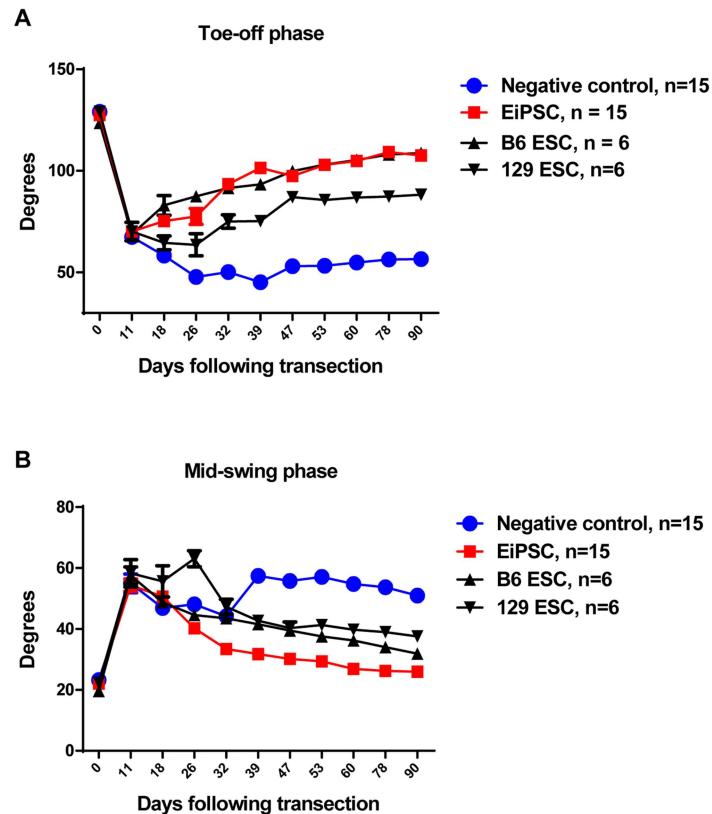 A
Toe-off phase
150
100
50
Degrees
0 11 18 26 32 39 47 53 60 78 90
Days following transection
Negative control, n=15
EiPSC, n = 15
B6 ESC, n = 6
129 ESC, n=6
B
Mid-swing phase
80
60
40
20
0
Degrees
0 11 18 26 32 39 47 53 60 78 90
Days following transection
Negative control, n=15
EiPSC, n=15
B6 ESC, n=6
129 ESC, n=6